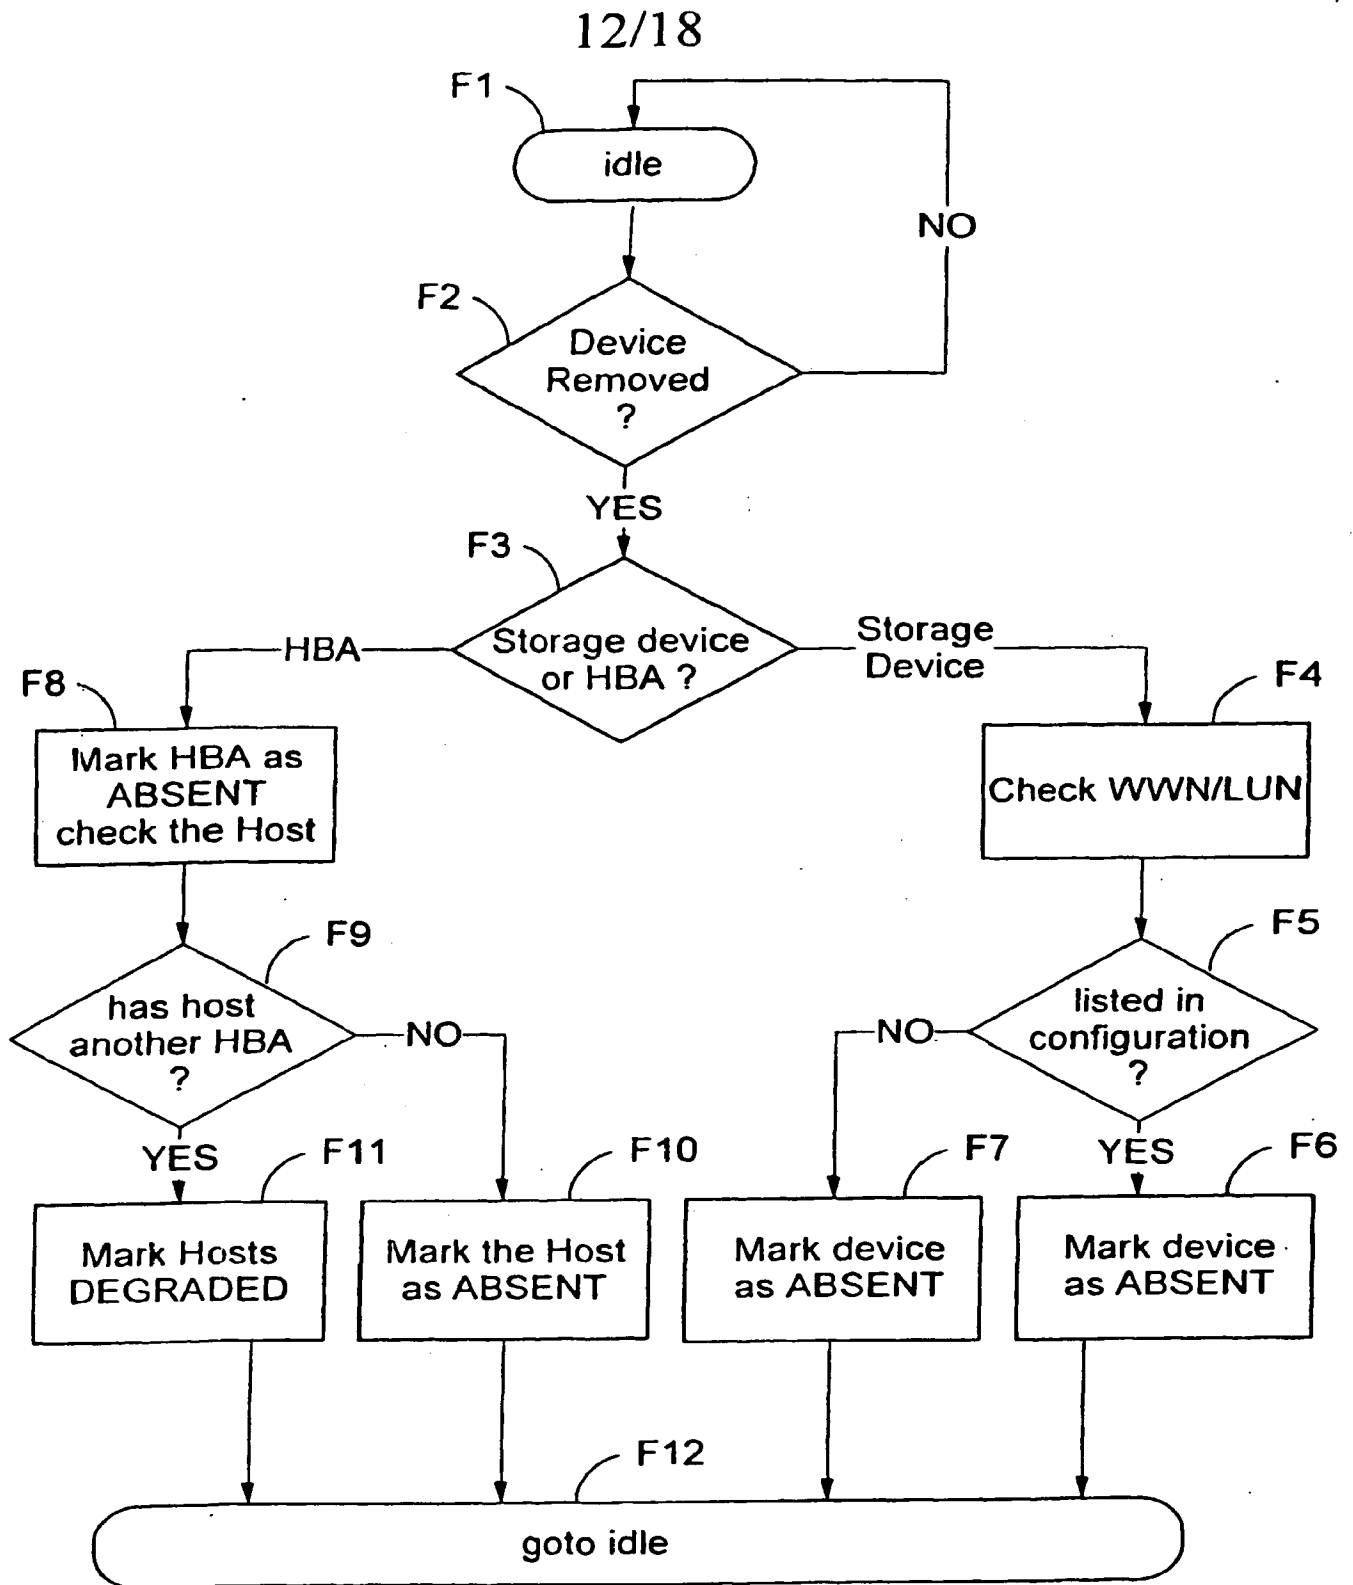 12/18
F1
idle
NO
F2
Device
Removed
?
YES
F3
Storage device
or HBA ?
HBA
Storage
Device
F8
Mark HBA as
ABSENT
check the Host
F4
Check WWN/LUN
F9
has host
another HBA
?
NO
F5
listed in
configuration
?
NO
YES
F11
Mark Hosts
DEGRADED
F10
Mark the Host
as ABSENT
F7
Mark device
as ABSENT
YES
F6
Mark device
as ABSENT
F12
goto idle